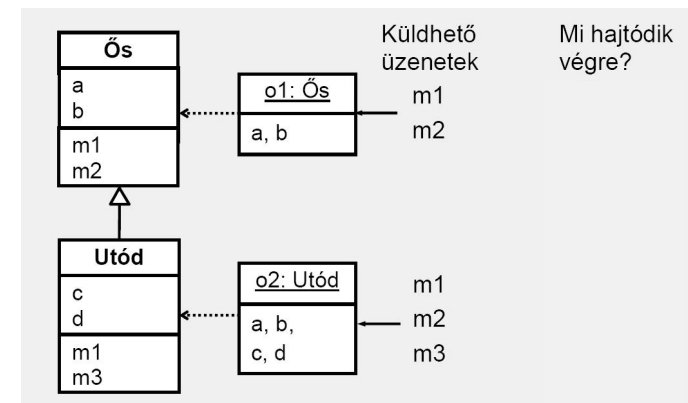 Ős
a
b
m1
m2
o1: Ős
a, b
Küldhető
üzenetek
m1
m2
Mi hajtódik
végre?
Utód
c
d
m1
m3
o2: Utód
a, b,
c, d
m1
m2
m3